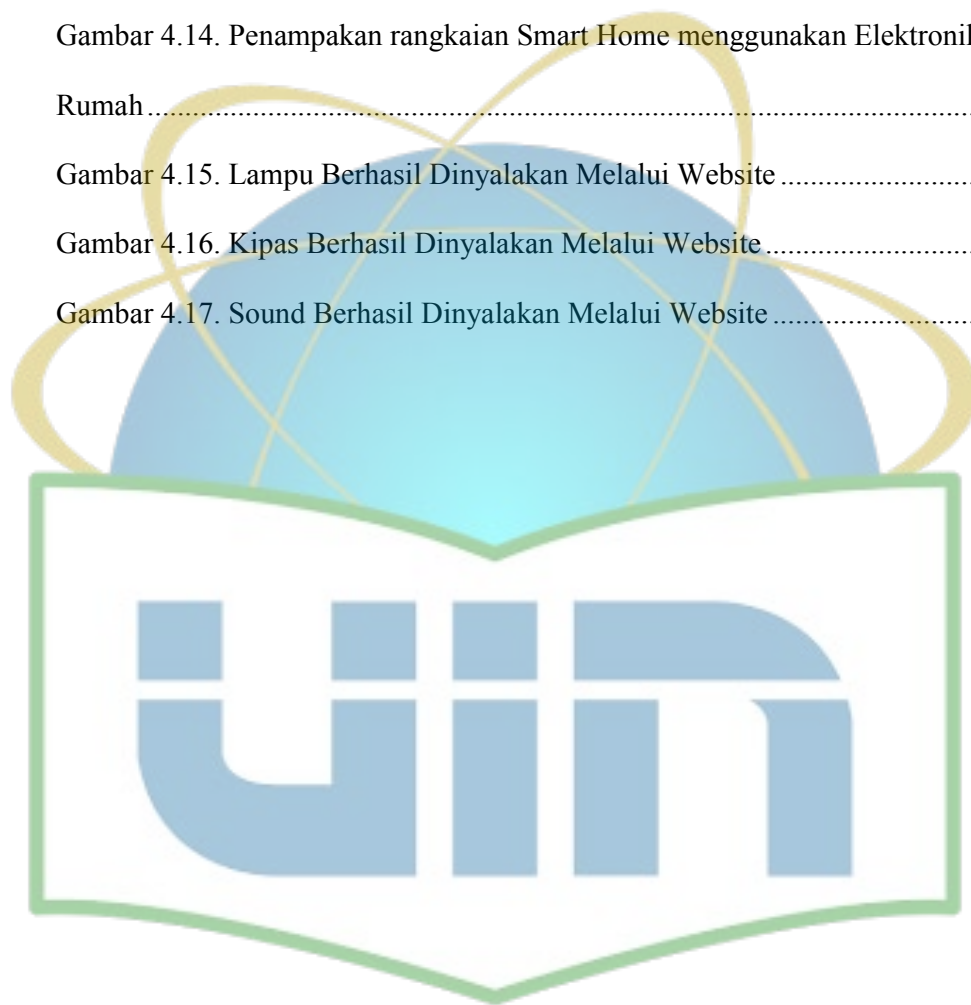 Gambar 4.14. Penampakan rangkaian Smart Home menggunakan
Rumah ........................................................................................................
Gambar 4.15. Lampu Berhasil Dinyalakan Melalui Website .........................
Gambar 4.16. Kipas Berhasil Dinyalakan Melalui Website ...........................
Gambar 4.17. Sound Berhasil Dinyalakan Melalui Website ..........................
uin